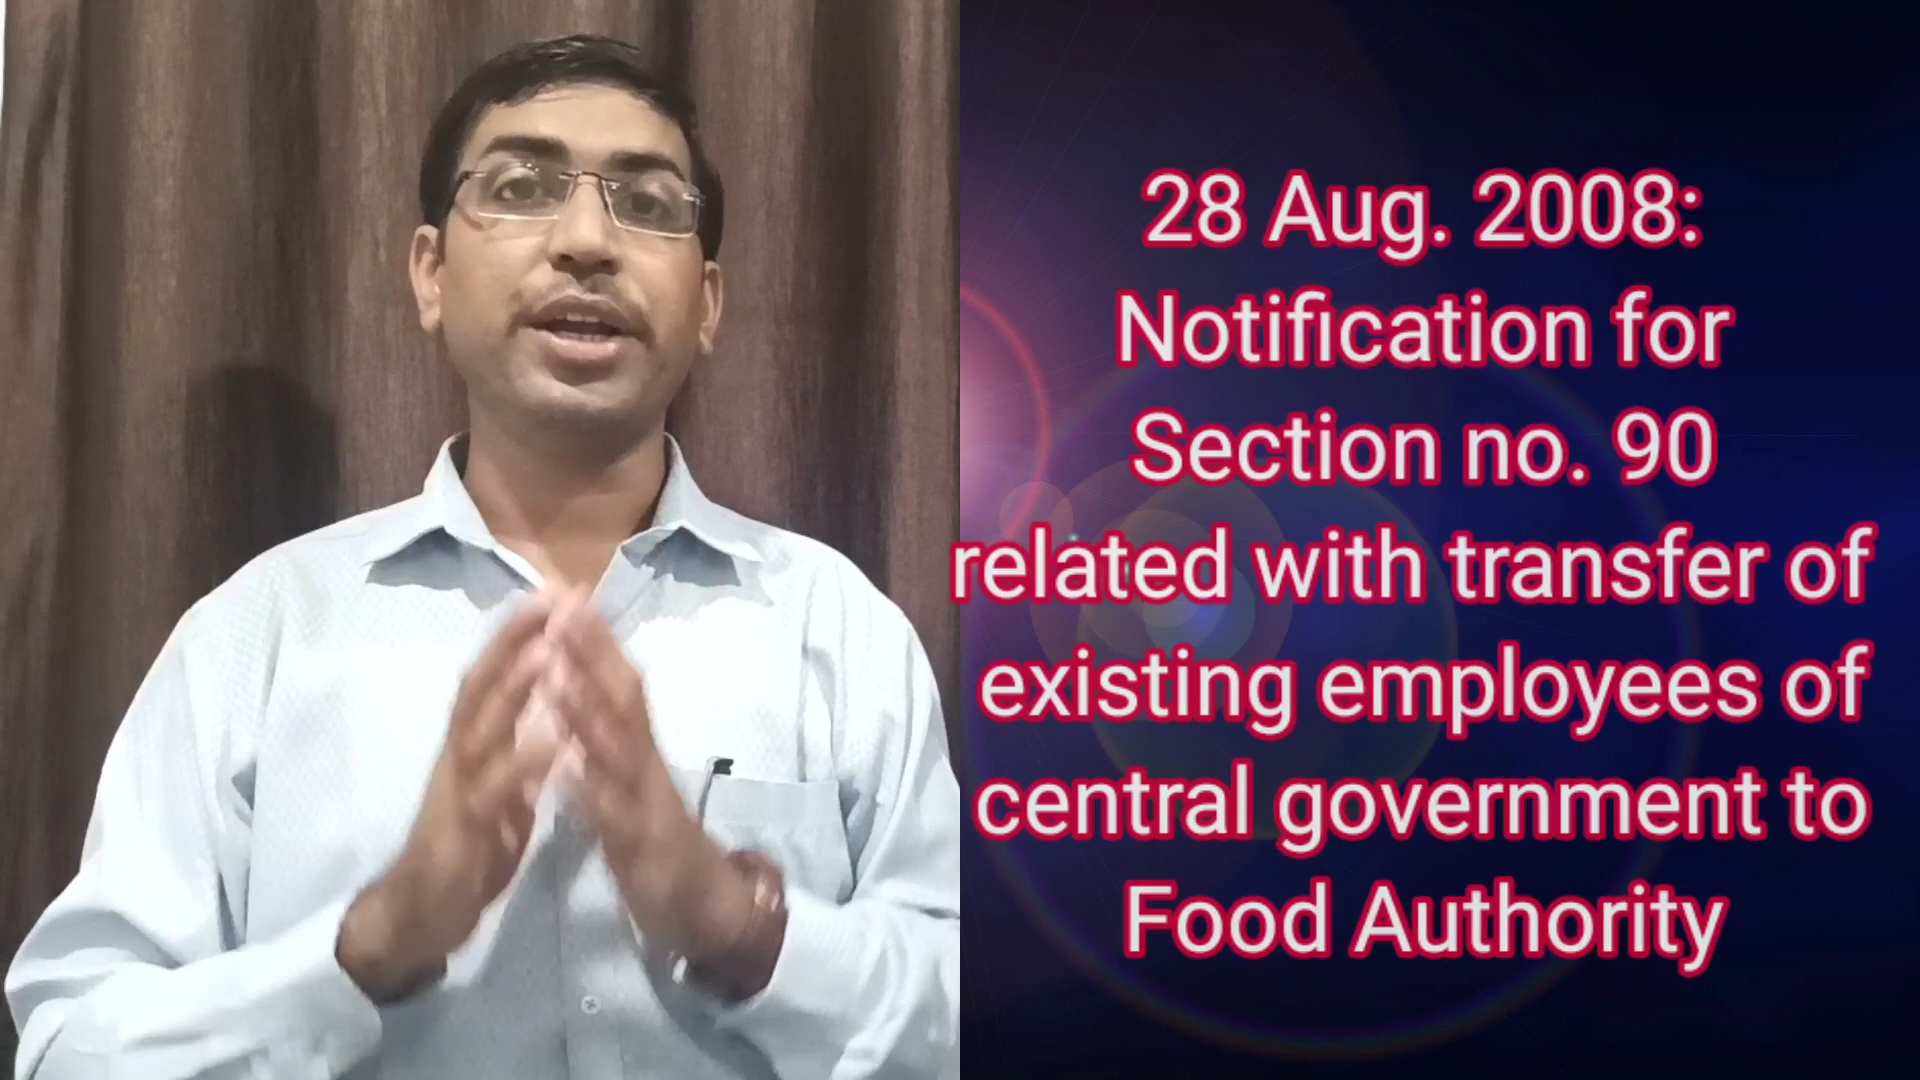 28 Aug. 2008:
Notification for
Section no. 90
related with transfer of
existing employees of
central government to
Food Authority